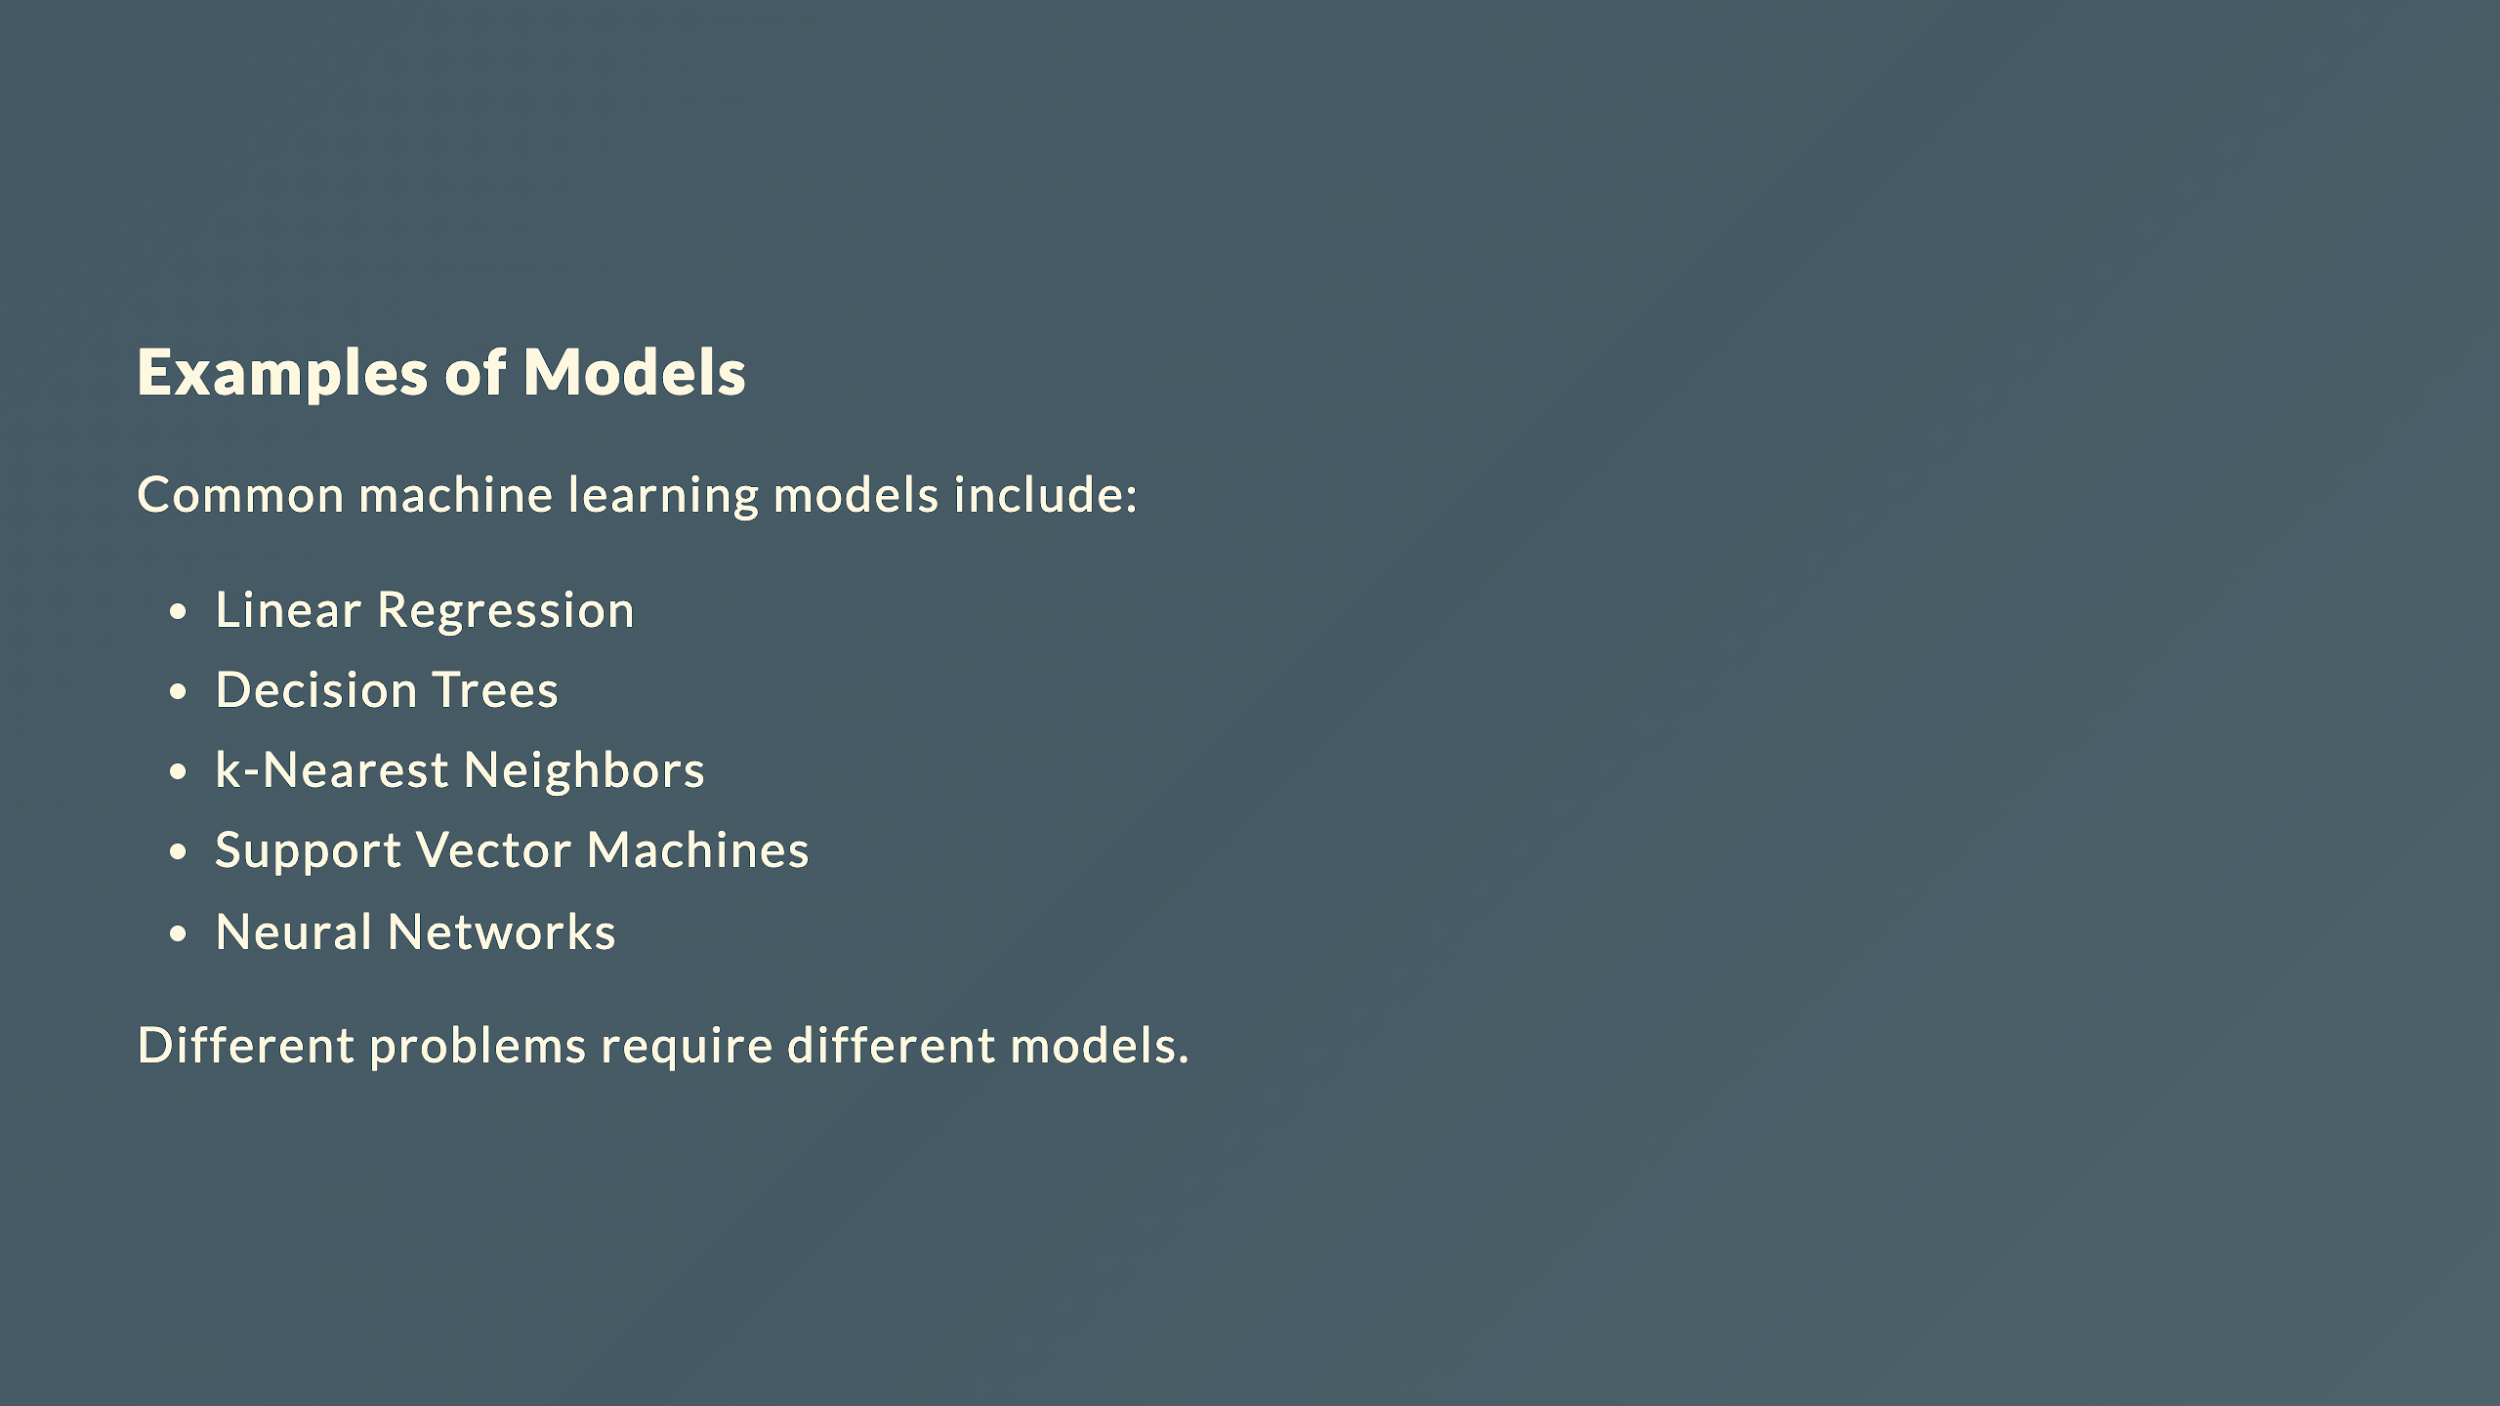 Examples of Models
Common machine learning models include:
• Linear Regression
• Decision Trees
• k-Nearest Neighbors
• Support Vector Machines
• Neural Networks
Different problems require different models.